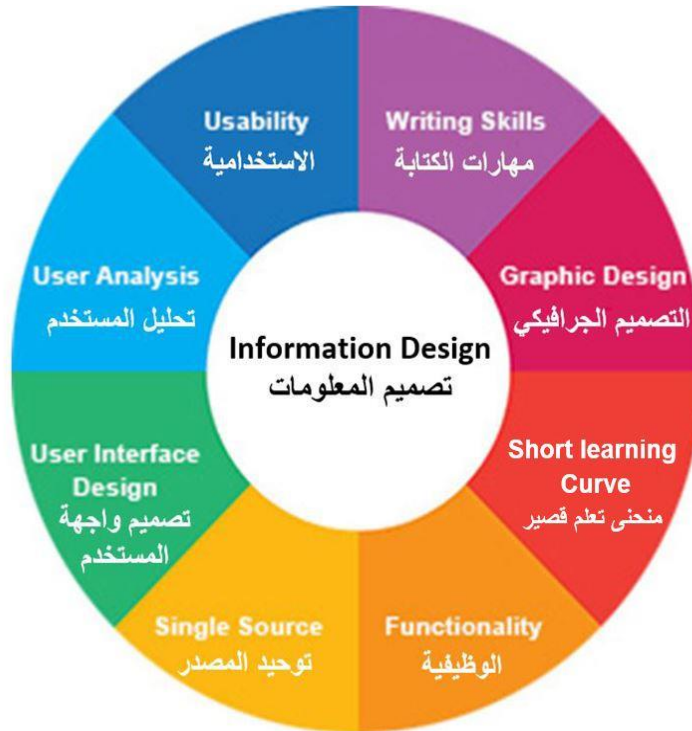 Information Design
تصميم المعلومات
Writing Skills
مهارات الكتابة
Graphic Design
التصميم الجرافيكي
Short learning
Curve
منحنى تعلم قصير
Functionality
الوظيفية
Single Source
توحيد المصدر
User Interface
Design
تصميم واجهة
المستخدم
User Analysis
تحليل المستخدم
Usability
الاستخدامية